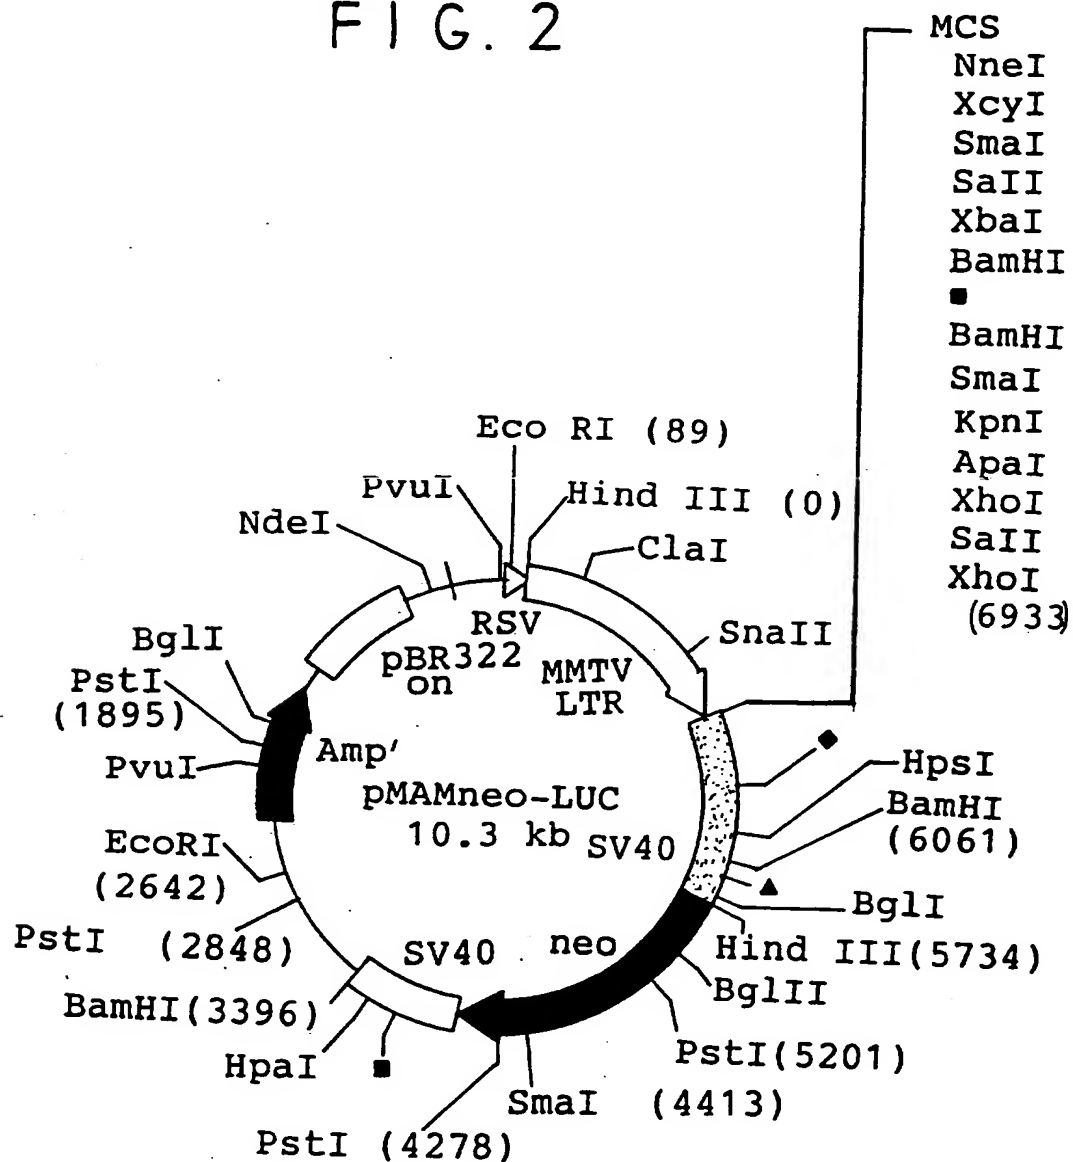 FIG. 2
MCS
NneI
XcyI
SmaI
SaII
XbaI
BamHI
■
BamHI
SmaI
KpnI
ApaI
XhoI
SaII
XhoI
(6933)
Eco RI (89)
PvuI
Hind III (0)
NdeI
ClaI
RSV
SnaII
BglI
pBR322
on
MMTV
LTR
PstI
(1895)
Amp'
PvuI
HpsI
pMAMneo-LUC
10.3 kb
SV40
BamHI
(6061)
EcoRI
(2642)
BglI
PstI (2848)
SV40
neo
Hind III(5734)
BglII
BamHI(3396)
HpaI
PstI(5201)
SmaI (4413)
PstI (4278)